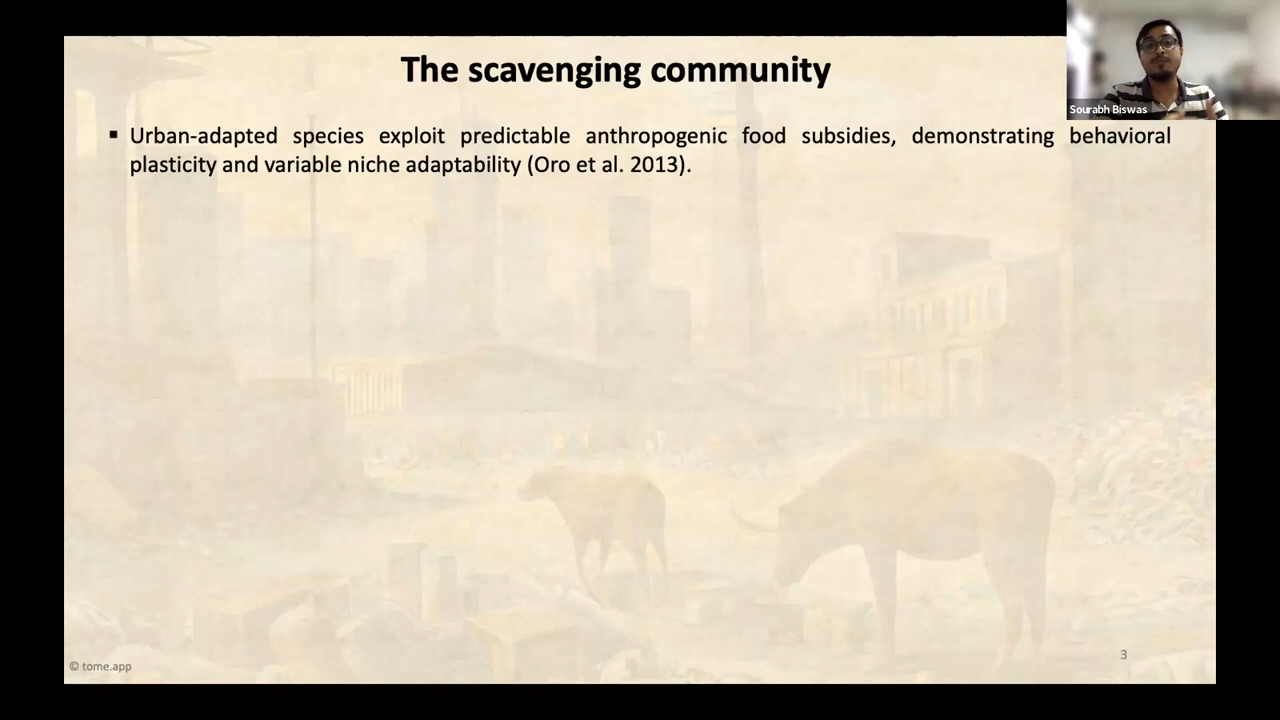 The scavenging community
Sourabh Biswas
▪ Urban-adapted species exploit predictable anthropogenic food subsidies, demonstrating behavioral
plasticity and variable niche adaptability (Oro et al. 2013).
3
© tome.app